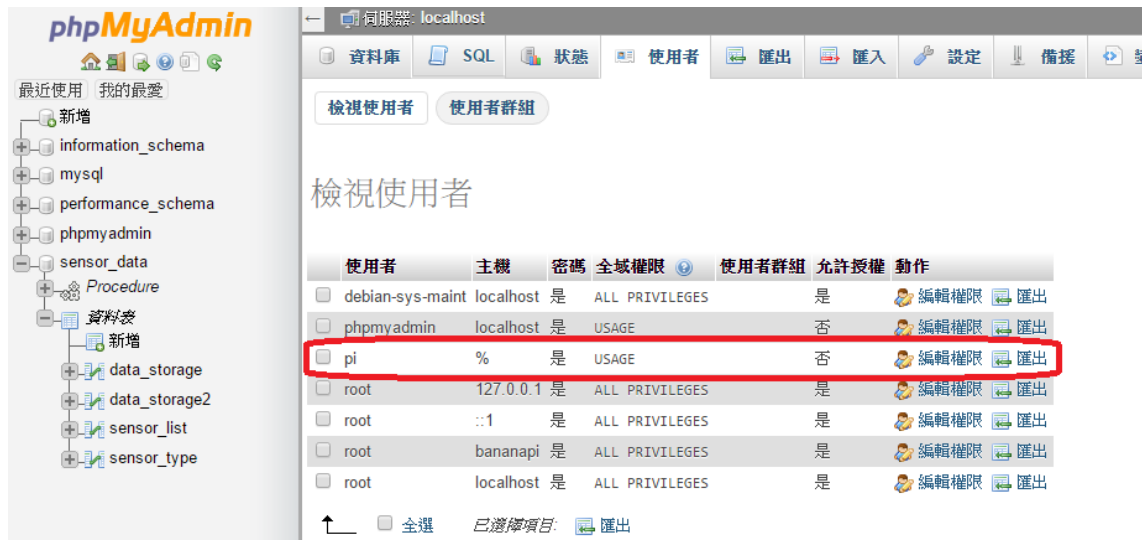 phpMyAdmin
最近使用 我的最愛
新增
information_schema
mysql
performance_schema
phpmyadmin
sensor_data
Procedure
資料表
新增
data_storage
data_storage2
sensor_list
sensor_type
伺服器: localhost
資料庫 SQL 狀態 使用者 匯出 匯入 設定 備援
檢視使用者 使用者群組
檢視使用者
使用者 主機 密碼 全域權限 使用者群組 允許授權 動作
debian-sys-maint localhost 是 ALL PRIVILEGES 是 編輯權限 匯出
phpmyadmin localhost 是 USAGE 否 編輯權限 匯出
pi % 是 USAGE 否 編輯權限 匯出
root 127.0.0.1 是 ALL PRIVILEGES 是 編輯權限 匯出
root ::1 是 ALL PRIVILEGES 是 編輯權限 匯出
root bananapi 是 ALL PRIVILEGES 是 編輯權限 匯出
root localhost 是 ALL PRIVILEGES 是 編輯權限 匯出
全選 已選擇項目: 匯出